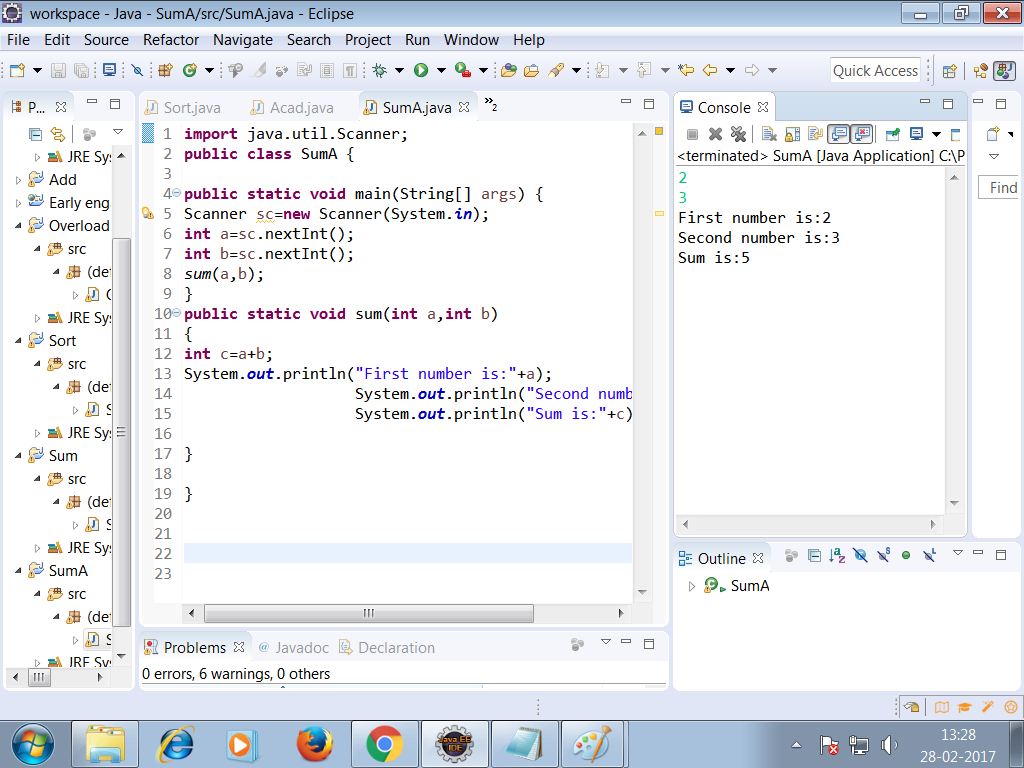 workspace - Java - SumA/src/SumA.java - Eclipse
File Edit Source Refactor Navigate Search Project Run Window Help
Quick Access
P...
JRE Sy
Add
Early eng
Overload
src
(de
JRE Sy
Sort
src
(de
S
JRE Sy
Sum
src
(de
S
JRE Sy
SumA
src
(de
S
JRE Sy
Sort.java Acad.java SumA.java »2
1 import java.util.Scanner;
2 public class SumA {
3
4 public static void main(String[] args) {
5 Scanner sc=new Scanner(System.in);
6 int a=sc.nextInt();
7 int b=sc.nextInt();
8 sum(a,b);
9 }
10 public static void sum(int a,int b)
11 {
12 int c=a+b;
13 System.out.println("First number is:"+a);
14 System.out.println("Second numb
15 System.out.println("Sum is:"+c)
16
17 }
18
19 }
20
21
22
23
Problems @ Javadoc Declaration
0 errors, 6 warnings, 0 others
Console
<terminated> SumA [Java Application] C:\P
2
3
First number is:2
Second number is:3
Sum is:5
Find
Outline
SumA
Java EE
IDE
13:28
28-02-2017